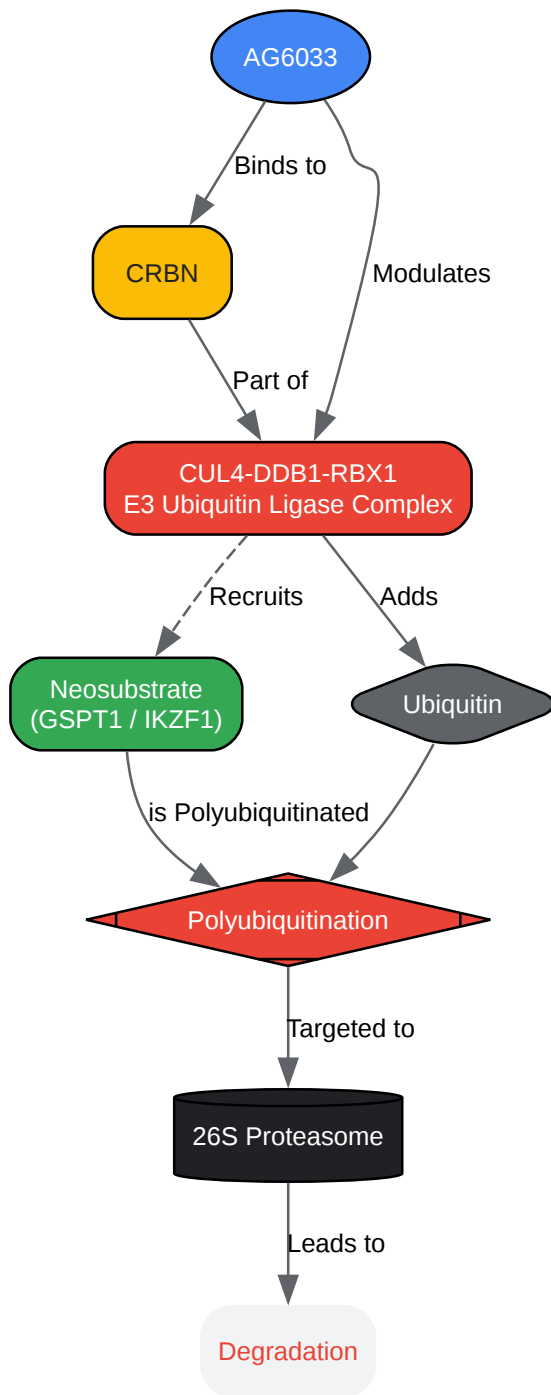 AG6033
Binds to
CRBN
Modulates
Part of
CUL4-DDB1-RBX1
E3 Ubiquitin Ligase Complex
Recruits
Adds
Neosubstrate
(GSPT1 / IKZF1)
Ubiquitin
is Polyubiquitinated
Polyubiquitination
Targeted to
26S Proteasome
Leads to
Degradation